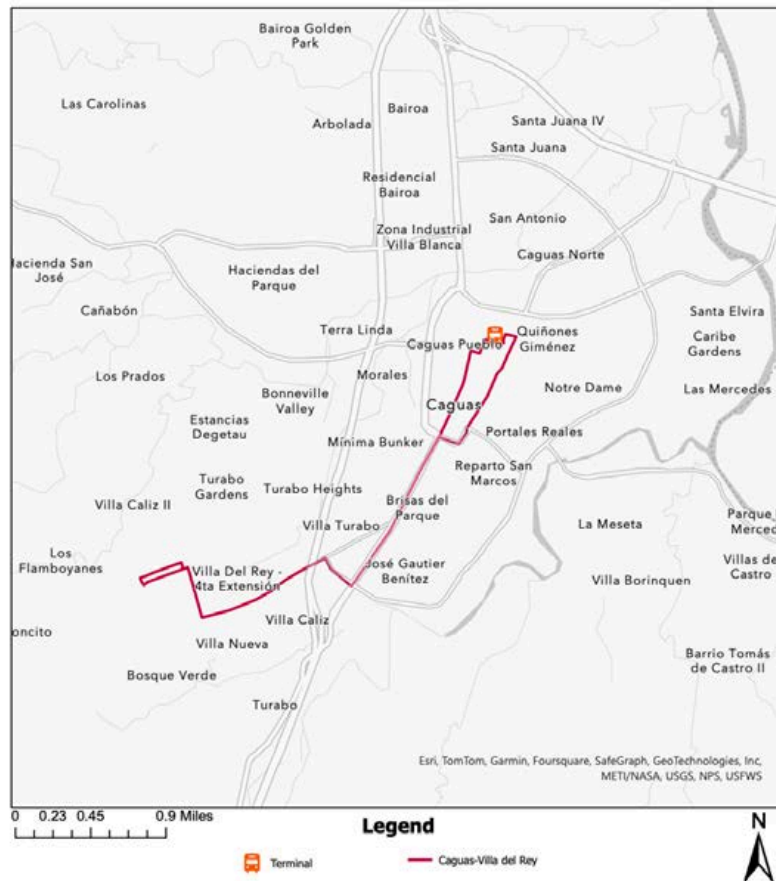 Bairoa Golden
Park
Las Carolinas
Bairoa
Arbolada
Santa Juana IV
Santa Juana
Residencial
Bairoa
San Antonio
Zona Industrial
Villa Blanca
Caguas Norte
Hacienda San
José
Haciendas del
Parque
Cañabón
Santa Elvira
Terra Linda
Quiñones
Giménez
Caribe
Gardens
Caguas Pueblo
Los Prados
Morales
Notre Dame
Las Mercedes
Bonneville
Valley
Caguas
Estancias
Degetau
Mínima Bunker
Portales Reales
Reparto San
Marcos
Turabo
Gardens
Turabo Heights
Villa Caliz II
Brisas del
Parque
Parque
Merced
Villa Turabo
La Meseta
Los
Flamboyanes
Villa Del Rey -
4ta Extensión
José Gautier
Benítez
Villas de
Castro
Villa Borinquen
Villa Caliz
oncito
Villa Nueva
Barrio Tomás
de Castro II
Bosque Verde
Turabo
Esri, TomTom, Garmin, Foursquare, SafeGraph, GeoTechnologies, Inc,
METI/NASA, USGS, NPS, USFWS
0 0.23 0.45 0.9 Miles
Legend
N
Terminal
Caguas-Villa del Rey